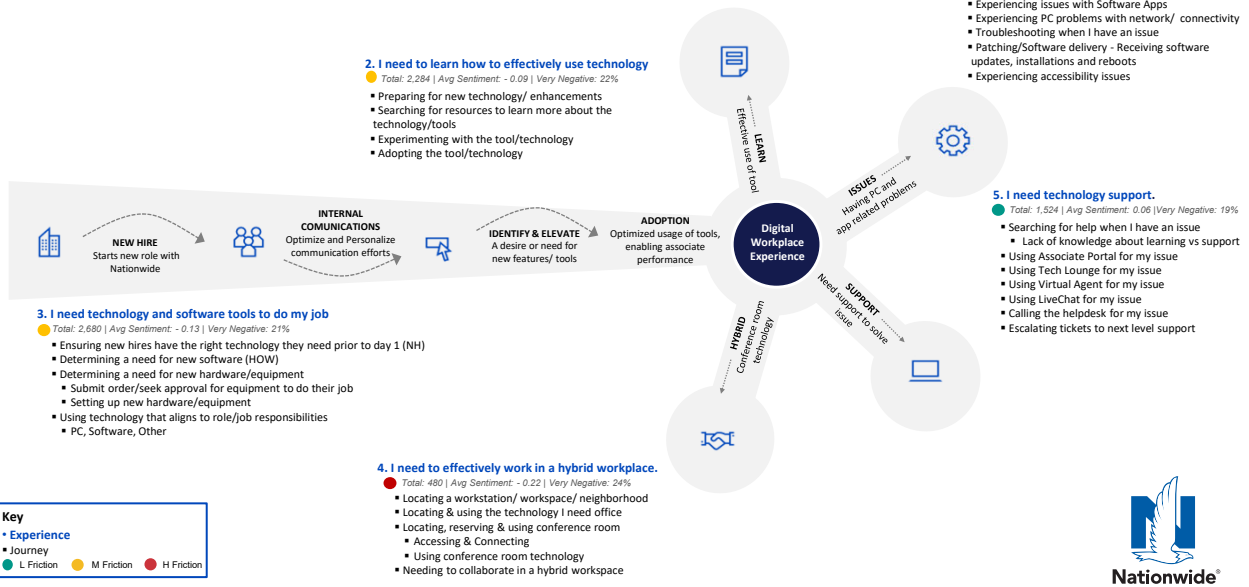 ▪ Experiencing issues with Software Apps
▪ Experiencing PC problems with network/ connectivity
▪ Troubleshooting when I have an issue
▪ Patching/Software delivery - Receiving software
updates, installations and reboots
▪ Experiencing accessibility issues
2. I need to learn how to effectively use technology
Total: 2,284 | Avg Sentiment: - 0.09 | Very Negative: 22%
▪ Preparing for new technology/ enhancements
▪ Searching for resources to learn more about the
technology/tools
▪ Experimenting with the tool/technology
▪ Adopting the tool/technology
LEARN
Effective use of tool
ISSUES
Having PC and
app related problems
5. I need technology support.
Total: 1,524 | Avg Sentiment: 0.06 |Very Negative: 19%
▪ Searching for help when I have an issue
▪ Lack of knowledge about learning vs support
▪ Using Associate Portal for my issue
▪ Using Tech Lounge for my issue
▪ Using Virtual Agent for my issue
▪ Using LiveChat for my issue
▪ Calling the helpdesk for my issue
▪ Escalating tickets to next level support
NEW HIRE
Starts new role with
Nationwide
INTERNAL
COMUNICATIONS
Optimize and Personalize
communication efforts
IDENTIFY & ELEVATE
A desire or need for
new features/ tools
ADOPTION
Optimized usage of tools,
enabling associate
performance
Digital
Workplace
Experience
SUPPORT
Need support to solve
issue
HYBRID
Conference room
technology
3. I need technology and software tools to do my job
Total: 2,680 | Avg Sentiment: - 0.13 | Very Negative: 21%
▪ Ensuring new hires have the right technology they need prior to day 1 (NH)
▪ Determining a need for new software (HOW)
▪ Determining a need for new hardware/equipment
▪ Submit order/seek approval for equipment to do their job
▪ Setting up new hardware/equipment
▪ Using technology that aligns to role/job responsibilities
▪ PC, Software, Other
4. I need to effectively work in a hybrid workplace.
Total: 480 | Avg Sentiment: - 0.22 | Very Negative: 24%
▪ Locating a workstation/ workspace/ neighborhood
▪ Locating & using the technology I need office
▪ Locating, reserving & using conference room
▪ Accessing & Connecting
▪ Using conference room technology
▪ Needing to collaborate in a hybrid workspace
Key
• Experience
▪ Journey
L Friction M Friction H Friction
N
Nationwide®